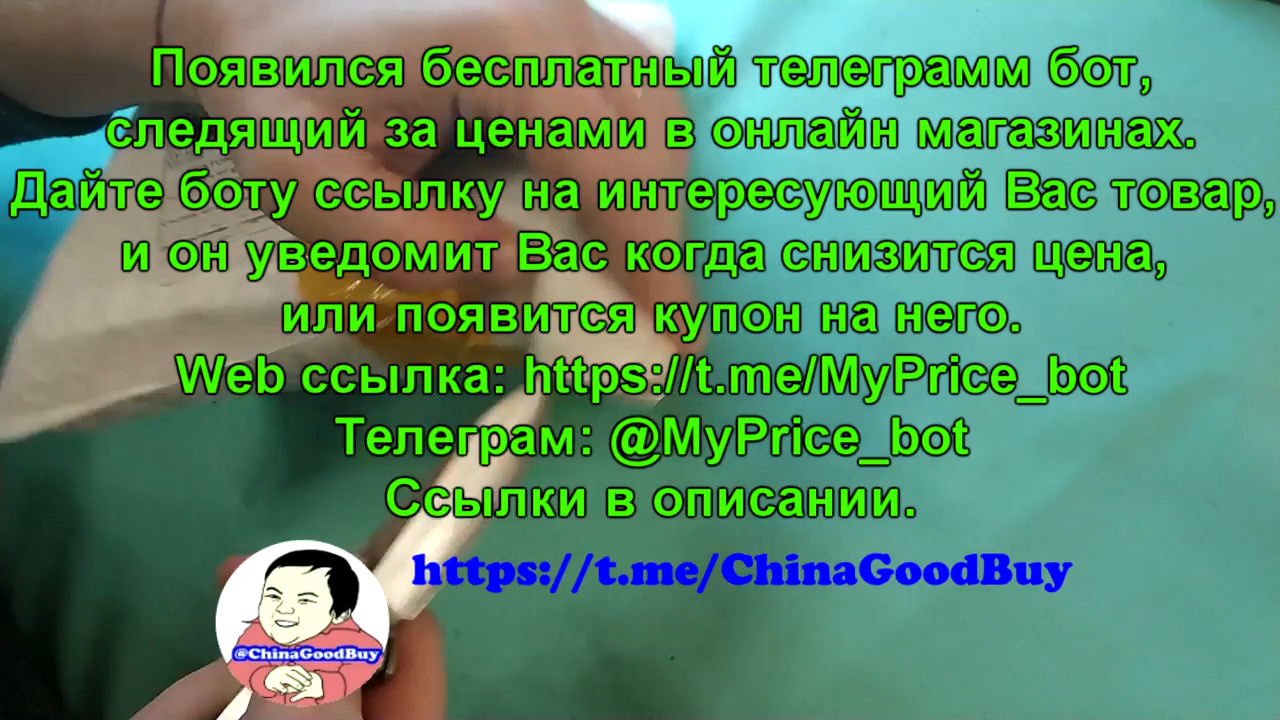 Появился бесплатный телеграмм бот,
следящий за ценами в онлайн магазинах.
Дайте боту ссылку на интересующий Вас товар,
и он уведомит Вас когда снизится цена,
или появится купон на него.
Web ссылка: https://t.me/MyPrice_bot
Телеграм: @MyPrice_bot
Ссылки в описании.
https://t.me/ChinaGoodBuy
@ChinaGoodBuy